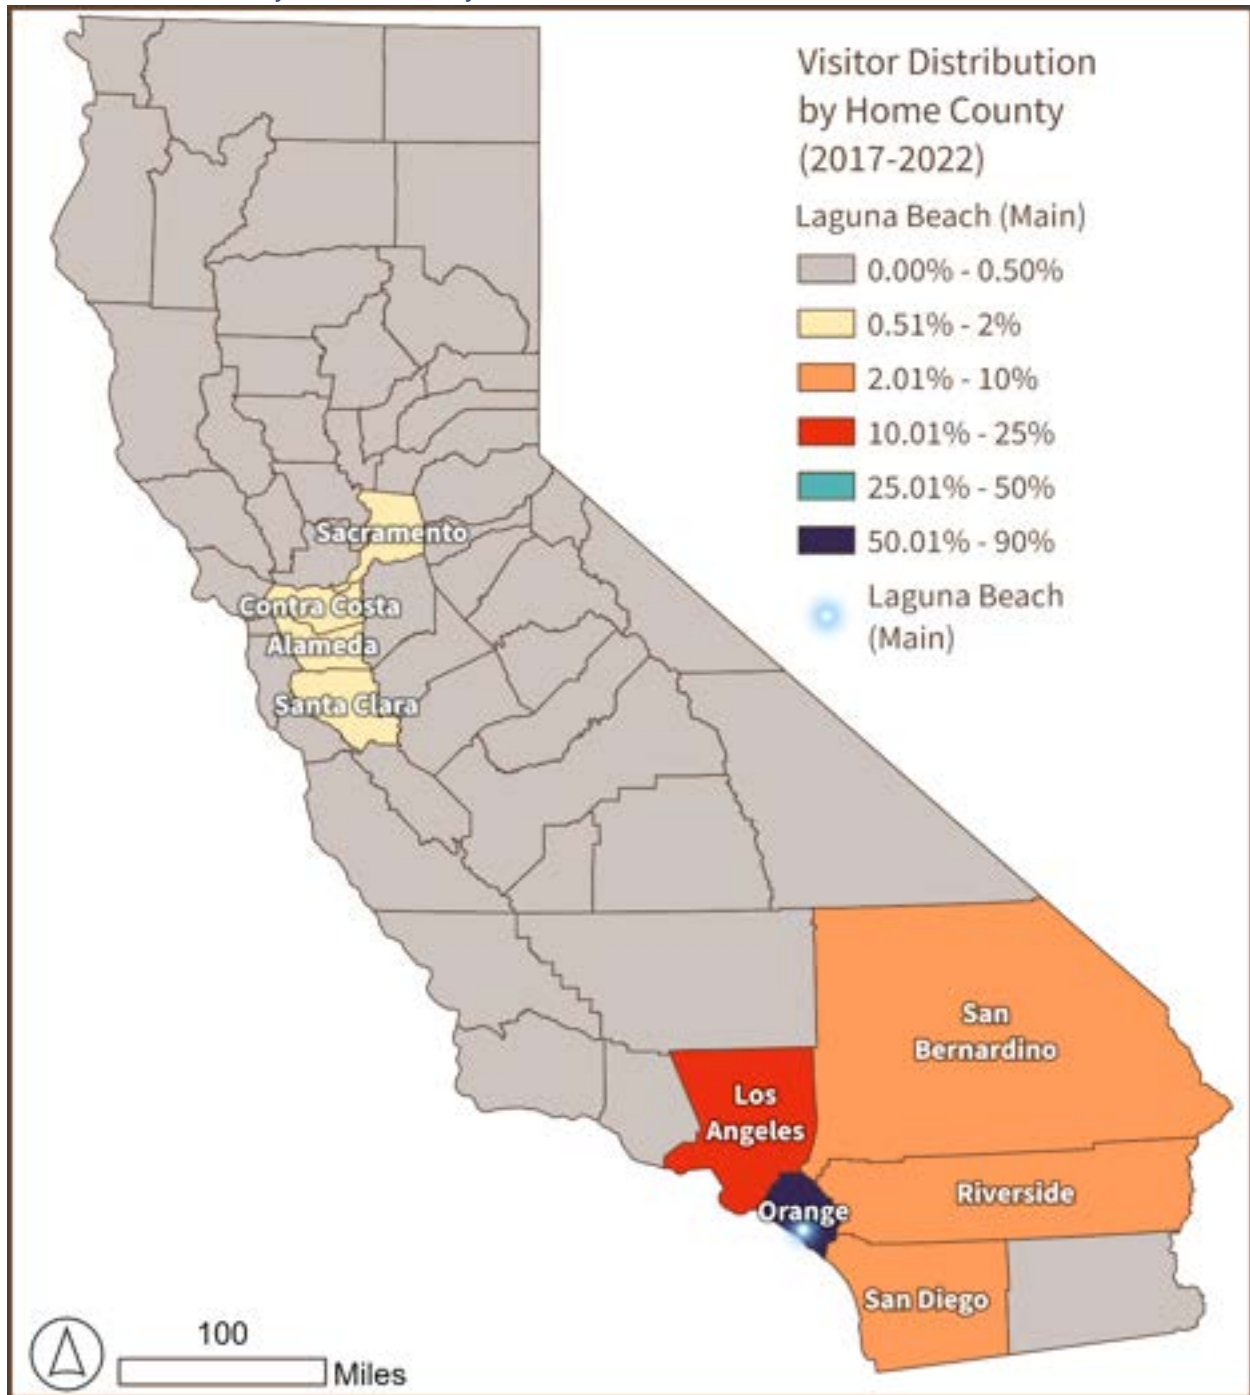 Visitor Distribution
by Home County
(2017-2022)
Laguna Beach (Main)
0.00% - 0.50%
0.51% - 2%
2.01% - 10%
10.01% - 25%
25.01% - 50%
50.01% - 90%
Laguna Beach
(Main)
Sacramento
Contra Costa
Alameda
Santa Clara
San
Bernardino
Los
Angeles
Riverside
Orange
San Diego
100
Miles